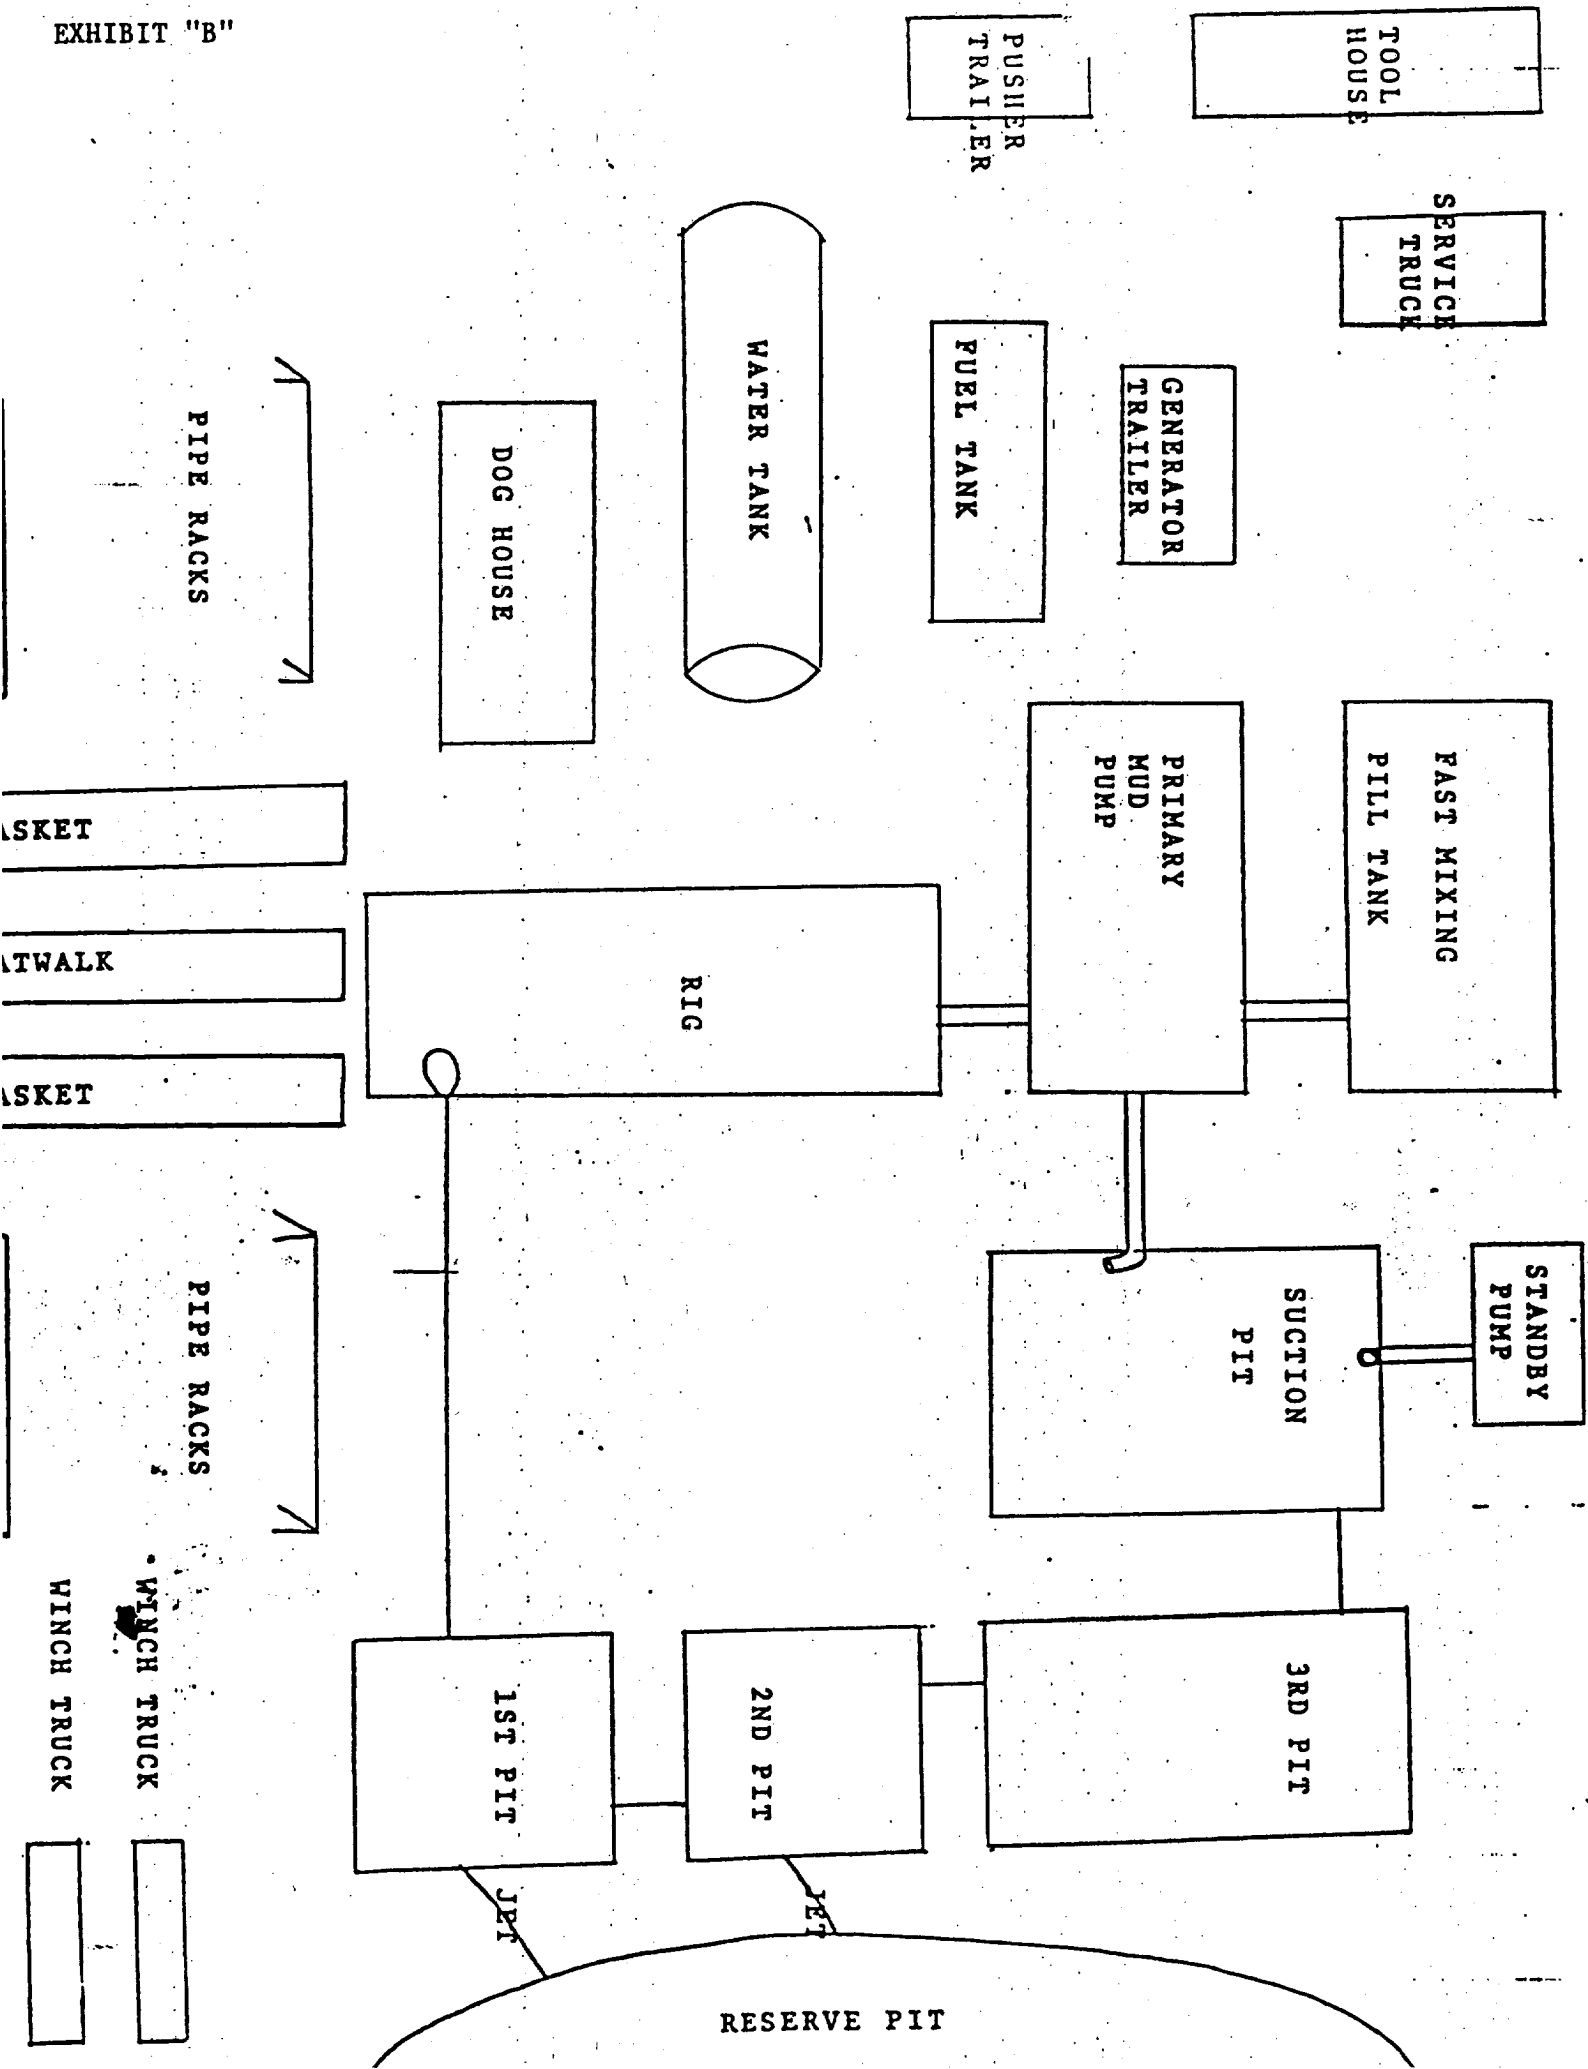 EXHIBIT "B"
PUSHER
TRAILER
TOOL
HOUSE
SERVICE
TRUCK
WATER TANK
FUEL TANK
GENERATOR
TRAILER
PIPE RACKS
DOG HOUSE
PRIMARY
MUD
PUMP
FAST MIXING
PILL TANK
ASKET
ATWALK
ASKET
RIG
PIPE RACKS
SUCTION
PIT
STANDBY
PUMP
WINCH TRUCK
WINCH TRUCK
1ST PIT
2ND PIT
3RD PIT
JET
JET
RESERVE PIT